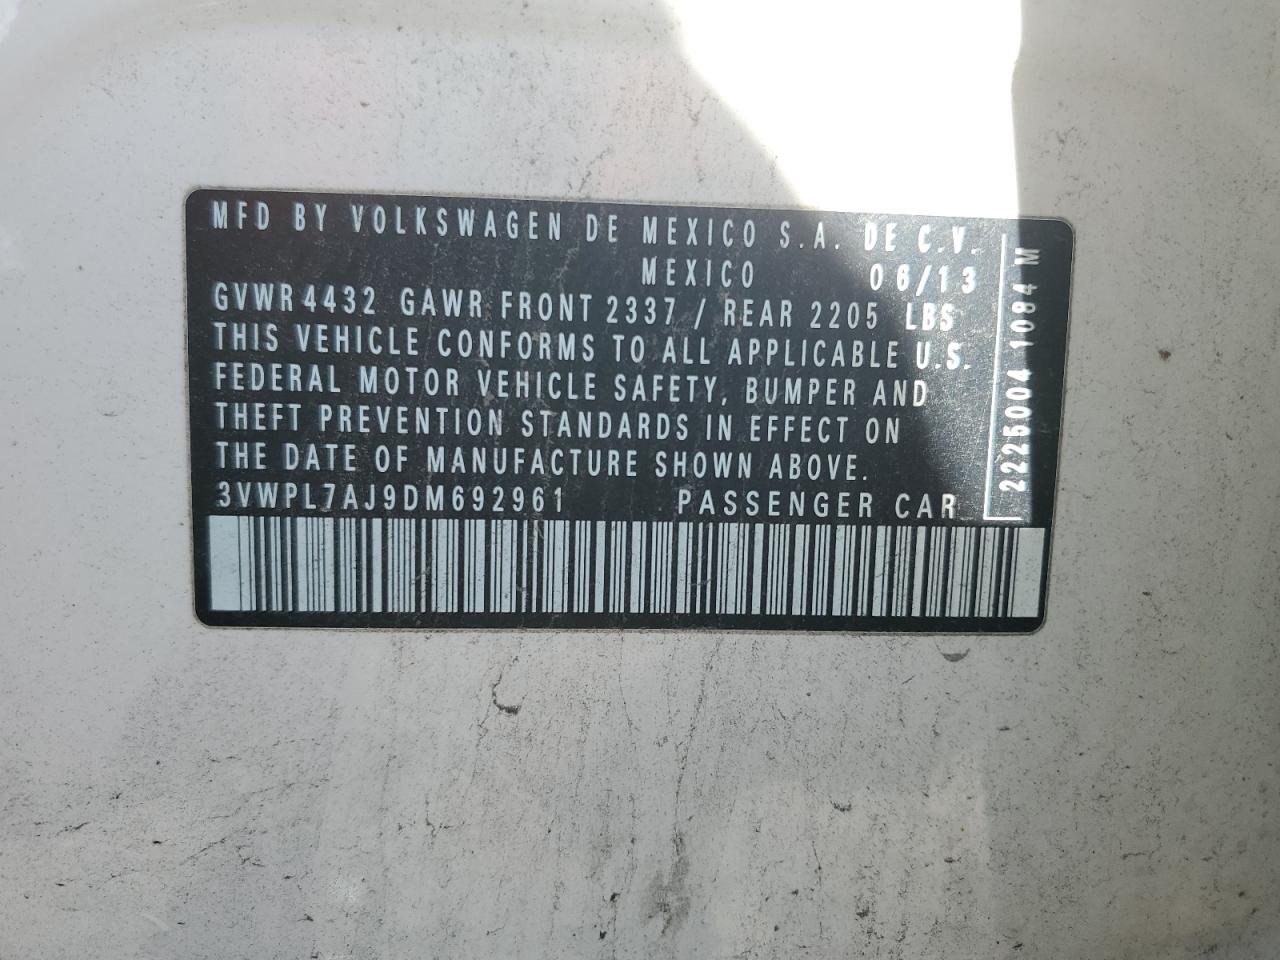 MFD BY VOLKSWAGEN DE MEXICO S.A. DE C.V.
MEXICO 06/13
GVWR 4432 GAWR FRONT 2337 / REAR 2205 LBS
THIS VEHICLE CONFORMS TO ALL APPLICABLE U.S.
FEDERAL MOTOR VEHICLE SAFETY, BUMPER AND
THEFT PREVENTION STANDARDS IN EFFECT ON
THE DATE OF MANUFACTURE SHOWN ABOVE.
3VWPL7AJ9DM692961 PASSENGER CAR
2225004 1084 M